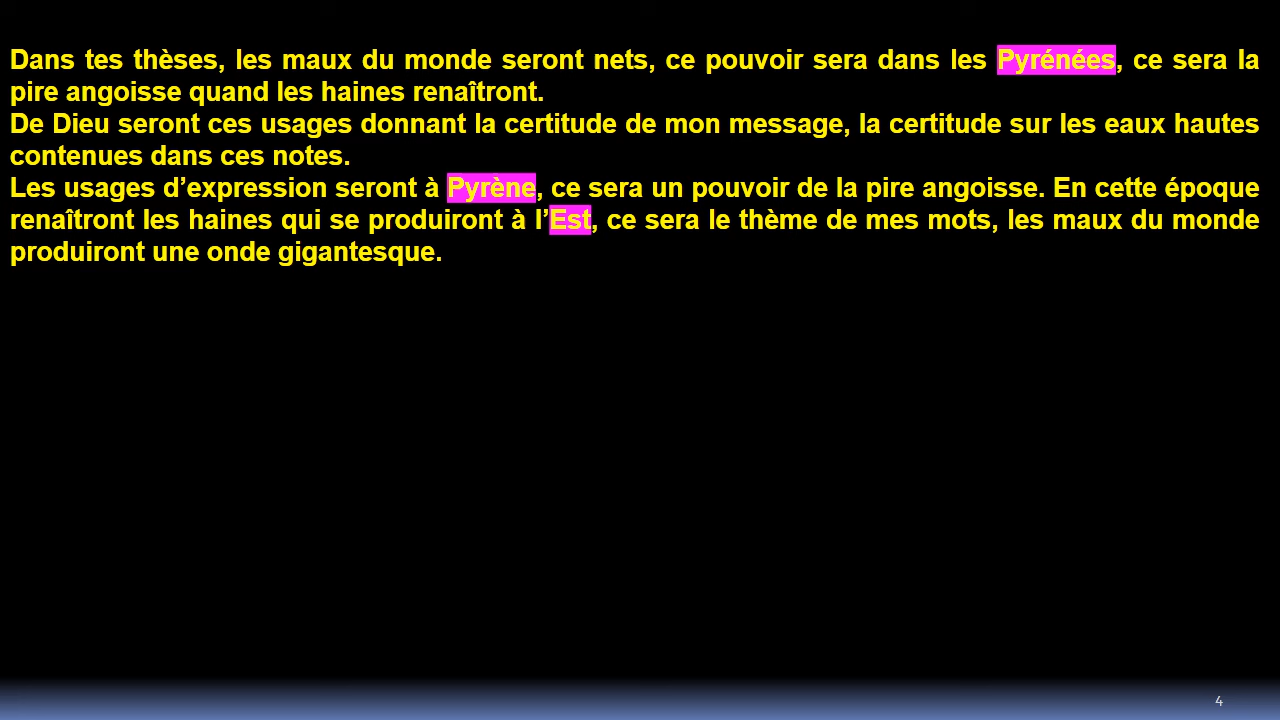 Dans tes thèses, les maux du monde seront nets, ce pouvoir sera dans les Pyrénées, ce sera la
pire angoisse quand les haines renaîtront.
De Dieu seront ces usages donnant la certitude de mon message, la certitude sur les eaux hautes
contenues dans ces notes.
Les usages d’expression seront à Pyrène, ce sera un pouvoir de la pire angoisse. En cette époque
renaîtront les haines qui se produiront à l’Est, ce sera le thème de mes mots, les maux du monde
produiront une onde gigantesque.
4